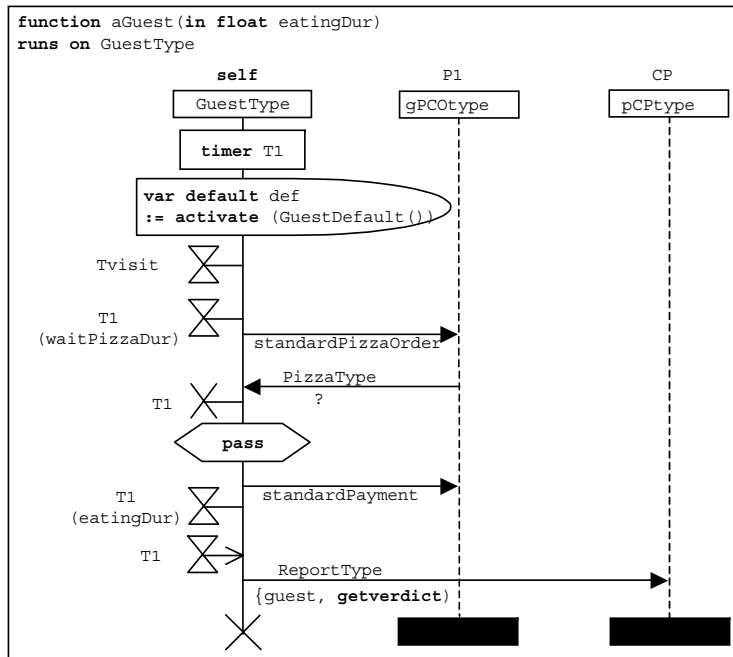 function aGuest(in float eatingDur)
runs on GuestType
self P1 CP
GuestType gPCOtype pCPtype
timer T1
var default def
:= activate (GuestDefault())
Tvisit
T1
(waitPizzaDur)
standardPizzaOrder
PizzaType
?
T1
pass
standardPayment
T1
(eatingDur)
T1
ReportType
{guest, getverdict)